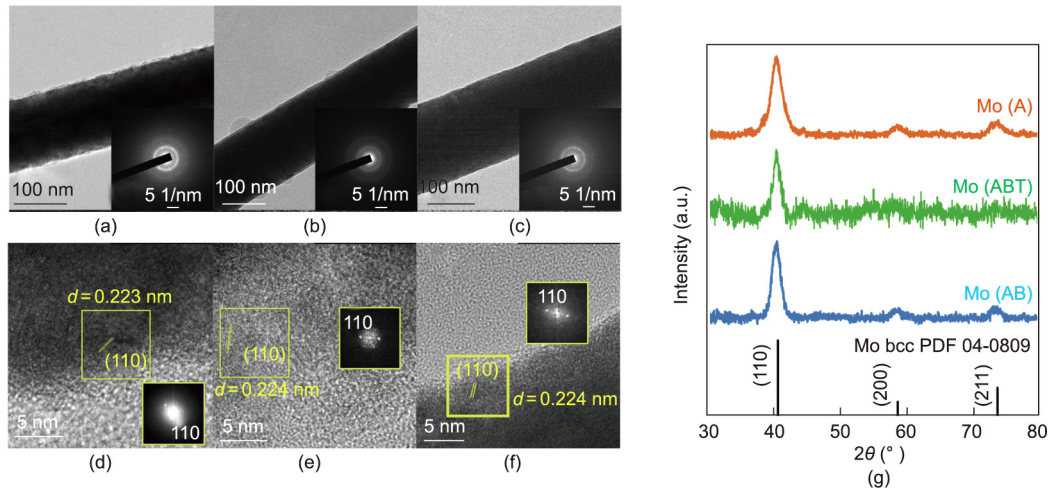 100 nm
5 1/nm
(a)
100 nm
5 1/nm
(b)
100 nm
5 1/nm
(c)
d = 0.223 nm
(110)
110
5 nm
(d)
110
(110)
d = 0.224 nm
5 nm
(e)
110
(110)
d = 0.224 nm
5 nm
(f)
Intensity (a.u.)
Mo (A)
Mo (ABT)
Mo (AB)
Mo bcc PDF 04-0809
(110)
(200)
(211)
30 40 50 60 70 80
2θ (°)
(g)